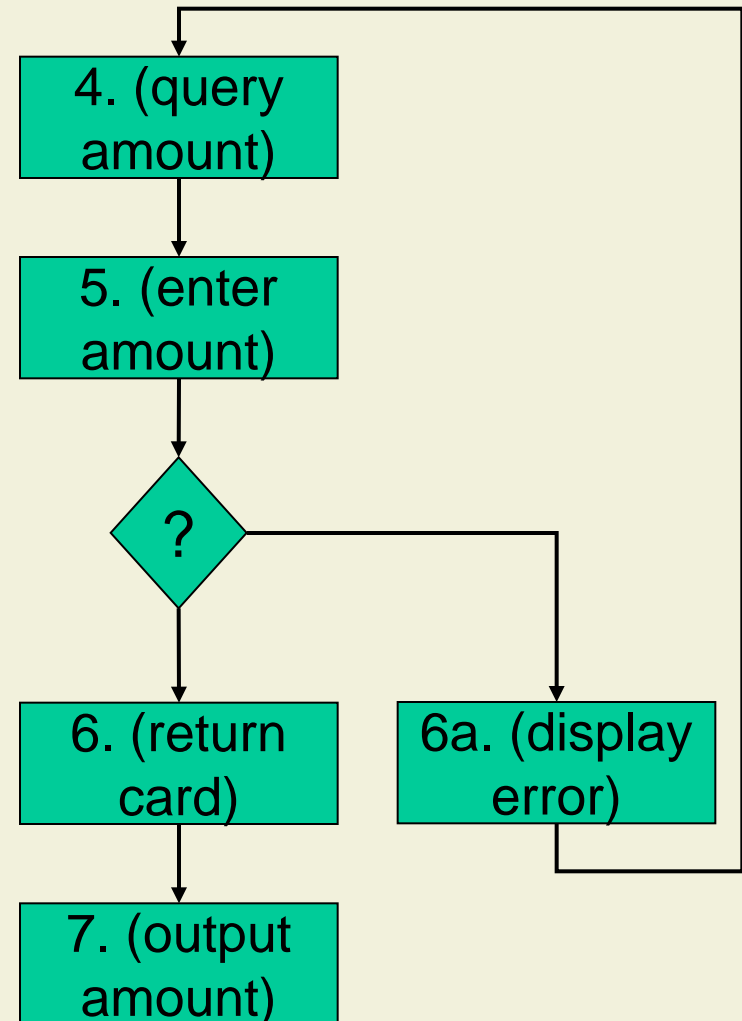 4. (query
amount)
5. (enter
amount)
?
6. (return
card)
6a. (display
error)
7. (output
amount)